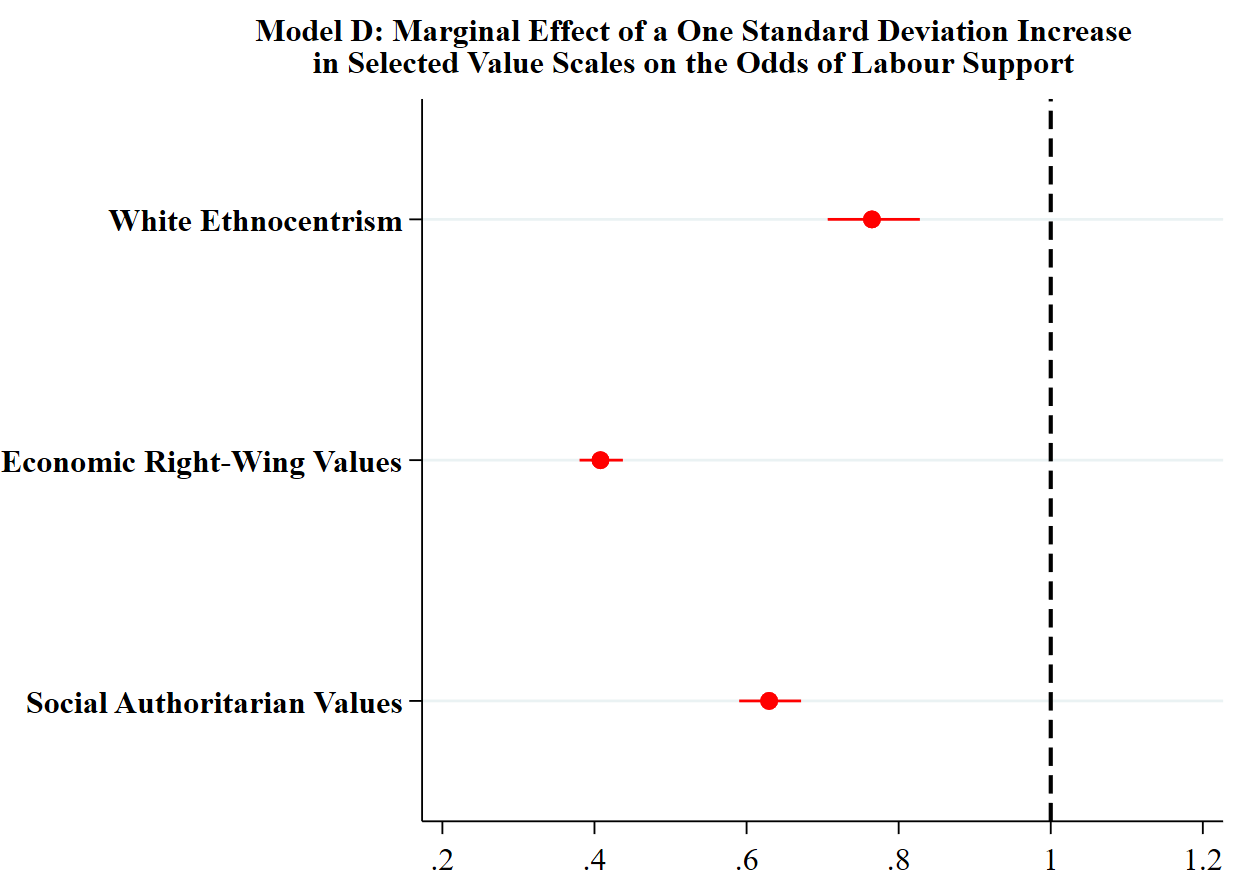 Model D: Marginal Effect of a One Standard Deviation Increase
in Selected Value Scales on the Odds of Labour Support
White Ethnocentrism
Economic Right-Wing Values
Social Authoritarian Values
.2 .4 .6 .8 1 1.2